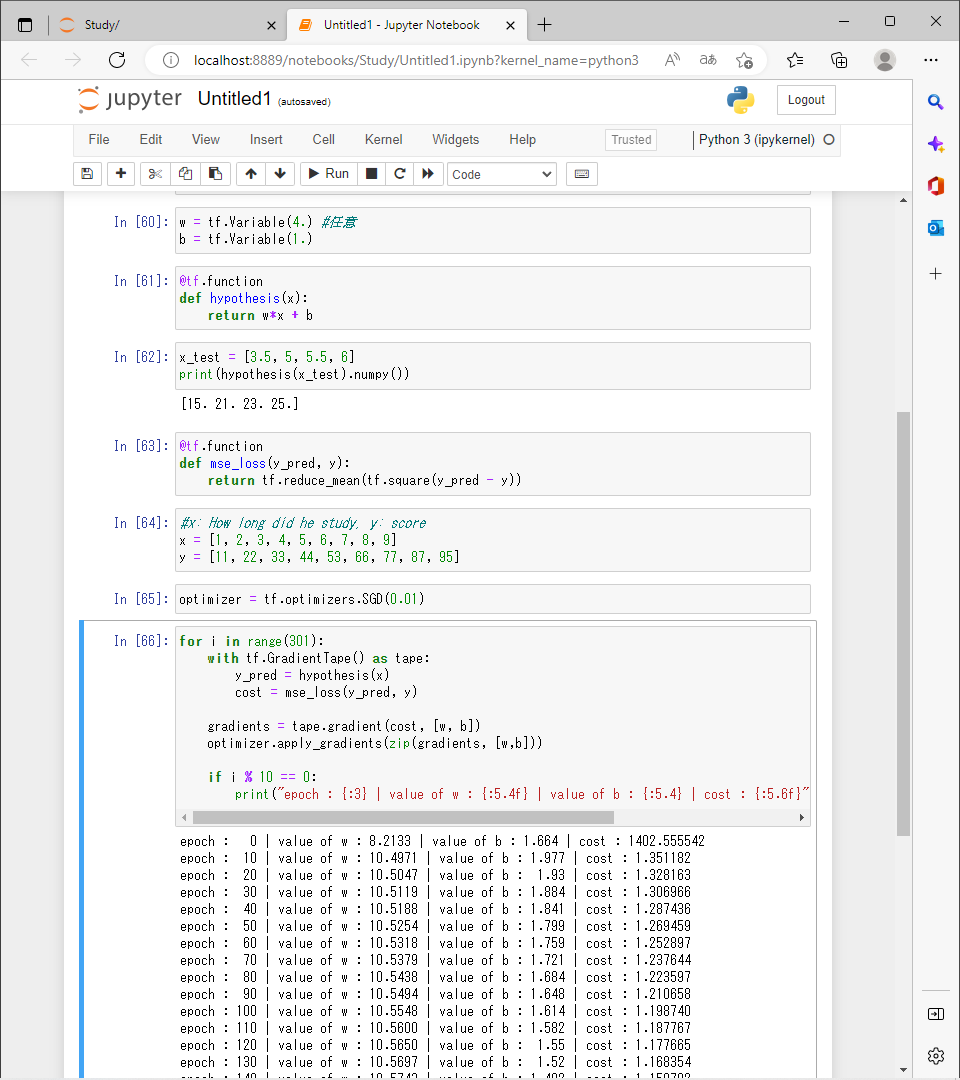 Study/
Untitled1 - Jupyter Notebook
localhost:8889/notebooks/Study/Untitled1.ipynb?kernel_name=python3
jupyter Untitled1 (autosaved)
Logout
File Edit View Insert Cell Kernel Widgets Help Trusted Python 3 (ipykernel)
Run Code
In [60]: w = tf.Variable(4.) #任意
b = tf.Variable(1.)
In [61]: @tf.function
def hypothesis(x):
return w*x + b
In [62]: x_test = [3.5, 5, 5.5, 6]
print(hypothesis(x_test).numpy())
[15. 21. 23. 25.]
In [63]: @tf.function
def mse_loss(y_pred, y):
return tf.reduce_mean(tf.square(y_pred - y))
In [64]: #x: How long did he study, y: score
x = [1, 2, 3, 4, 5, 6, 7, 8, 9]
y = [11, 22, 33, 44, 53, 66, 77, 87, 95]
In [65]: optimizer = tf.optimizers.SGD(0.01)
In [66]: for i in range(301):
with tf.GradientTape() as tape:
y_pred = hypothesis(x)
cost = mse_loss(y_pred, y)
gradients = tape.gradient(cost, [w, b])
optimizer.apply_gradients(zip(gradients, [w,b]))
if i % 10 == 0:
print("epoch : {:3} | value of w : {:5.4f} | value of b : {:5.4} | cost : {:5.6f}"
epoch :   0 | value of w : 8.2133 | value of b : 1.664 | cost : 1402.555542
epoch :  10 | value of w : 10.4971 | value of b : 1.977 | cost : 1.351182
epoch :  20 | value of w : 10.5047 | value of b :  1.93 | cost : 1.328163
epoch :  30 | value of w : 10.5119 | value of b : 1.884 | cost : 1.306966
epoch :  40 | value of w : 10.5188 | value of b : 1.841 | cost : 1.287436
epoch :  50 | value of w : 10.5254 | value of b : 1.799 | cost : 1.269459
epoch :  60 | value of w : 10.5318 | value of b : 1.759 | cost : 1.252897
epoch :  70 | value of w : 10.5379 | value of b : 1.721 | cost : 1.237644
epoch :  80 | value of w : 10.5438 | value of b : 1.684 | cost : 1.223597
epoch :  90 | value of w : 10.5494 | value of b : 1.648 | cost : 1.210658
epoch : 100 | value of w : 10.5548 | value of b : 1.614 | cost : 1.198740
epoch : 110 | value of w : 10.5600 | value of b : 1.582 | cost : 1.187767
epoch : 120 | value of w : 10.5650 | value of b :  1.55 | cost : 1.177665
epoch : 130 | value of w : 10.5697 | value of b :  1.52 | cost : 1.168354